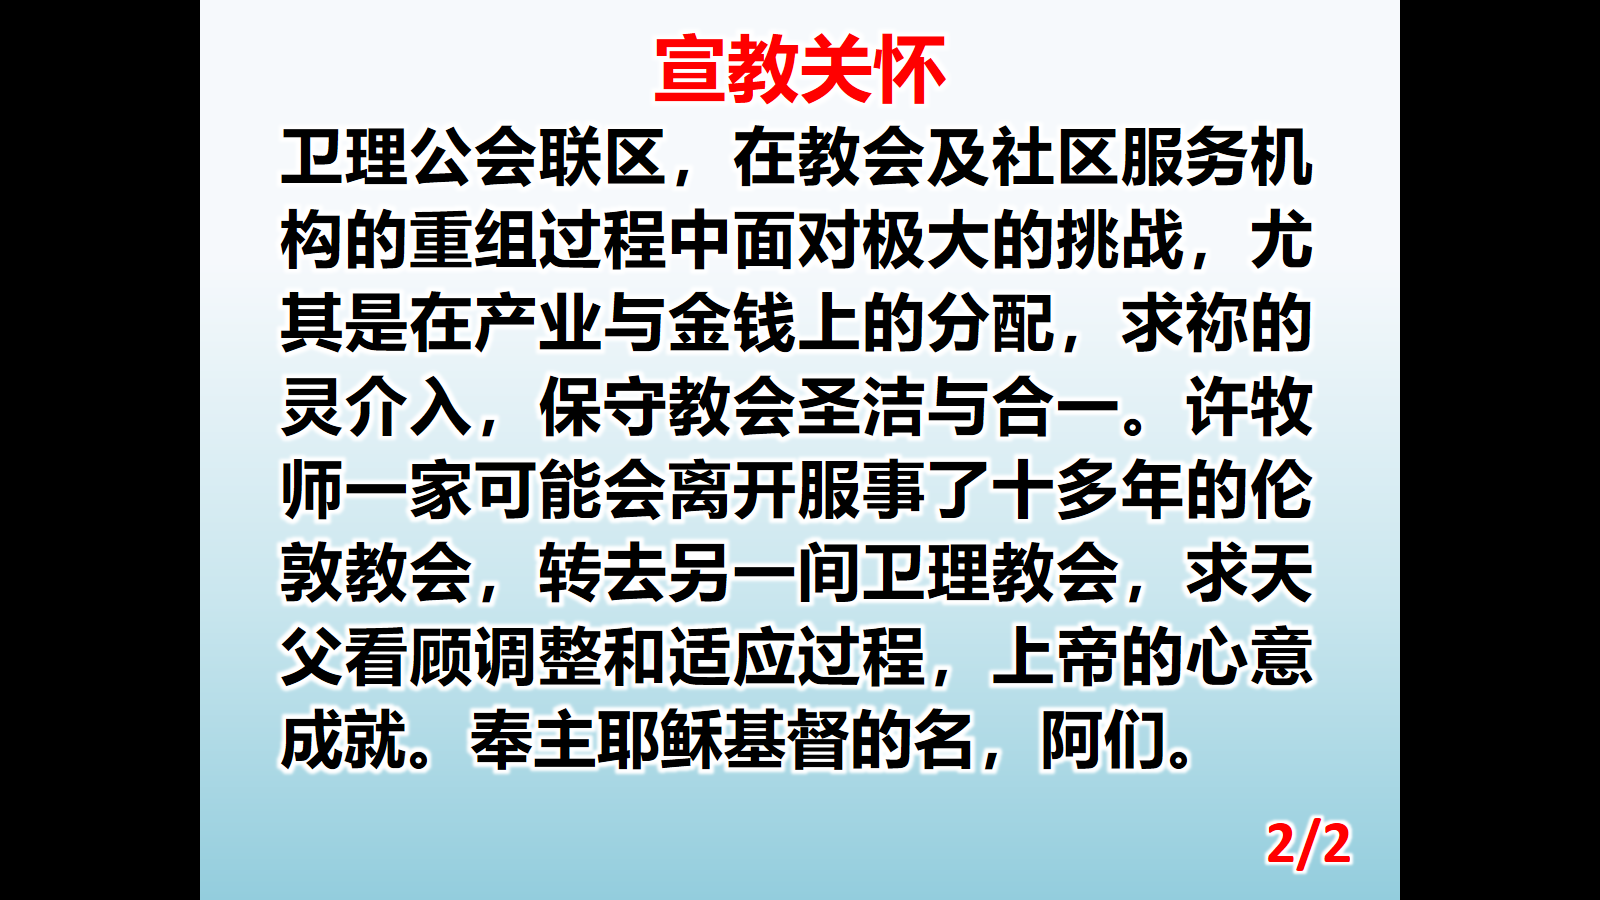 宣教关怀
卫理公会联区，在教会及社区服务机
构的重组过程中面对极大的挑战，尤
其是在产业与金钱上的分配，求祢的
灵介入，保守教会圣洁与合一。许牧
师一家可能会离开服事了十多年的伦
敦教会，转去另一间卫理教会，求天
父看顾调整和适应过程，上帝的心意
成就。奉主耶稣基督的名，阿们。
2/2